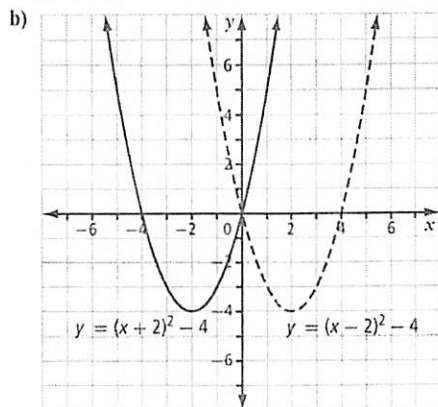 b)
y
6
4
2
-6 -4 -2 0 2 4 6 x
-2
-4
y = (x + 2)² − 4 y = (x − 2)² − 4
-6